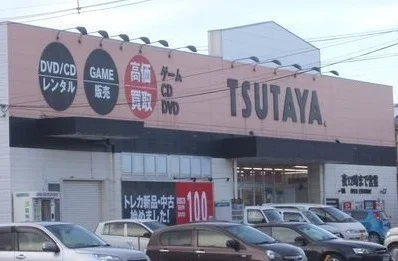 DVD/CD
レンタル
GAME
販売
高価
買取
ゲーム
CD
DVD
TSUTAYA
トレカ新品・中古
始めました!
100